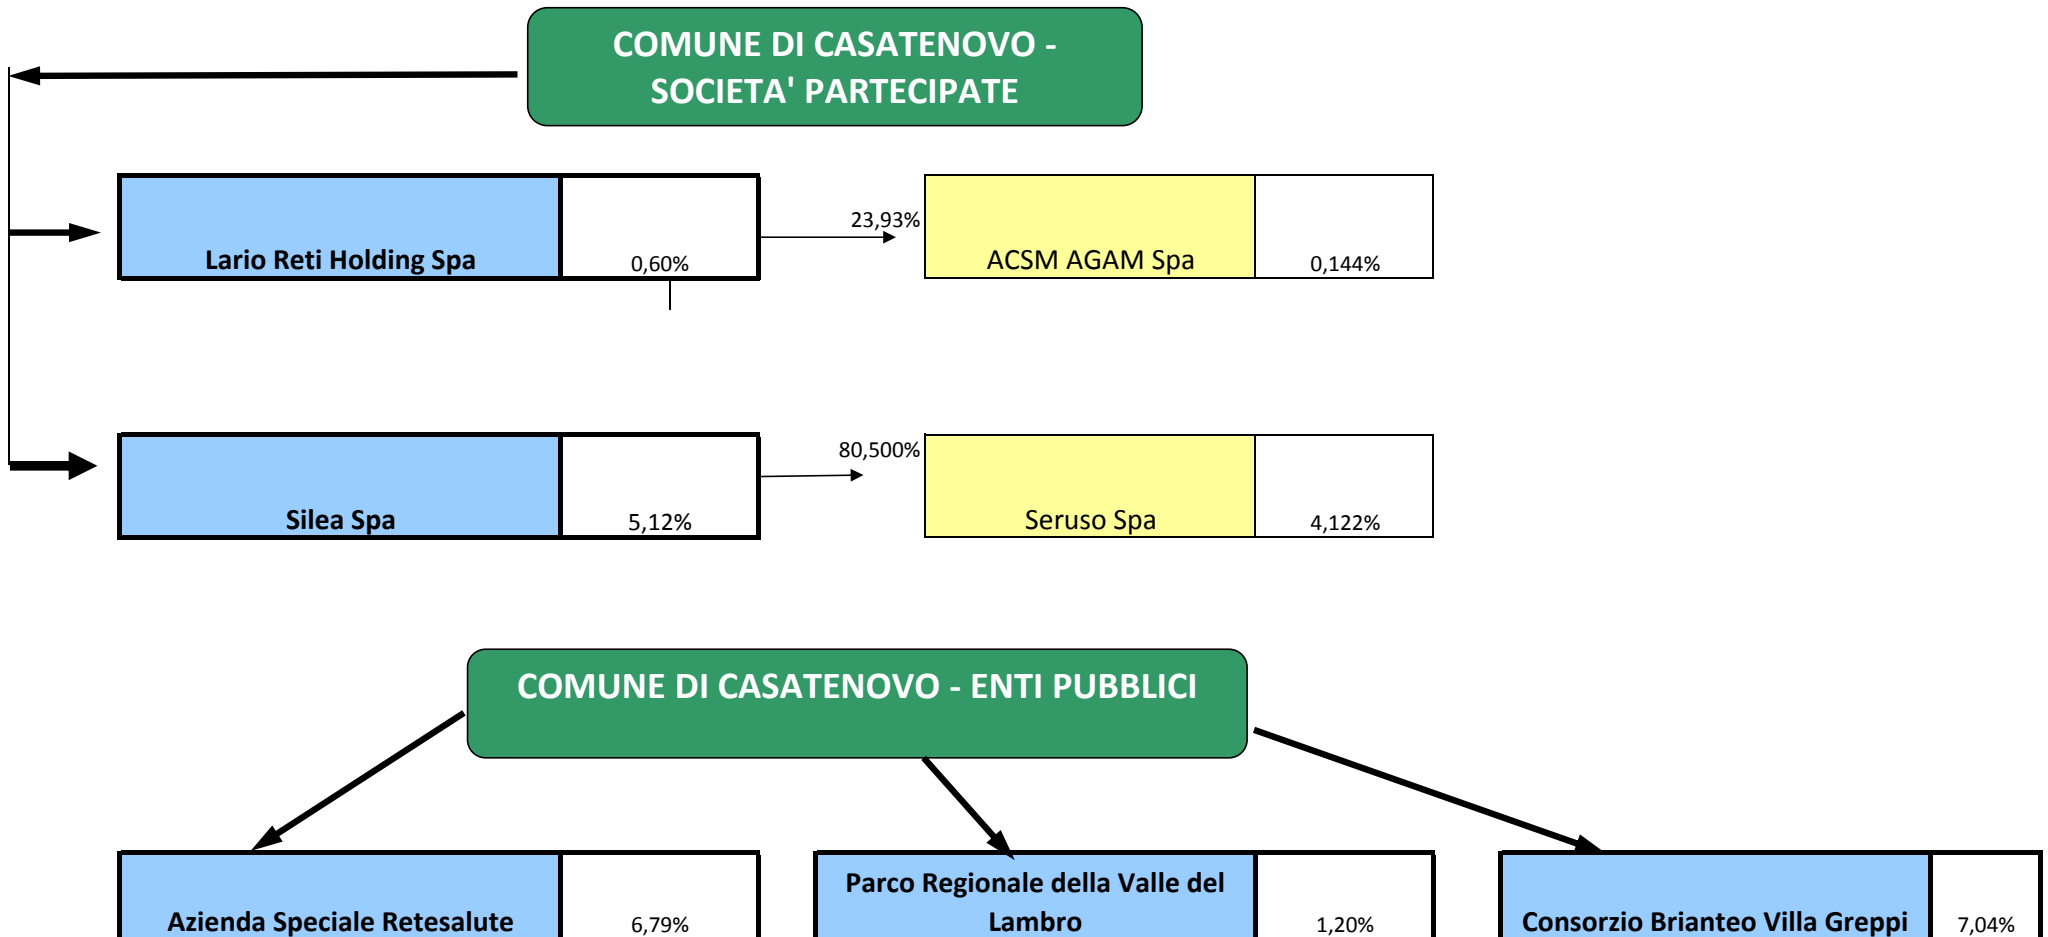 COMUNE DI CASATENOVO -
SOCIETA' PARTECIPATE
23,93%
Lario Reti Holding Spa 0,60% ACSM AGAM Spa 0,144%
80,500%
Silea Spa 5,12% Seruso Spa 4,122%
COMUNE DI CASATENOVO - ENTI PUBBLICI
Parco Regionale della Valle del
Azienda Speciale Retesalute 6,79% Lambro 1,20% Consorzio Brianteo Villa Greppi 7,04%